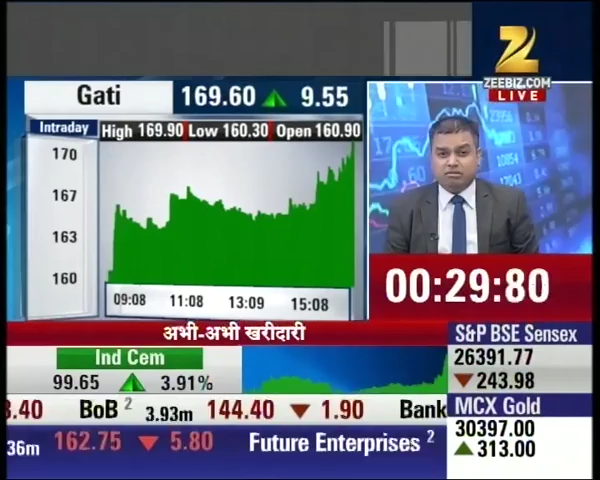 ZEEBIZ.COM
LIVE
Gati 169.60 9.55
Intraday High 169.90 Low 160.30 Open 160.90
170
167
163
160
09:08 11:08 13:09 15:08
00:29:80
अभी-अभी खरीदारी
Ind Cem
99.65 3.91%
S&P BSE Sensex
26391.77
243.98
3.40 BoB 2 3.93m 144.40 1.90 Bank
MCX Gold
30397.00
313.00
36m 162.75 5.80 Future Enterprises 2